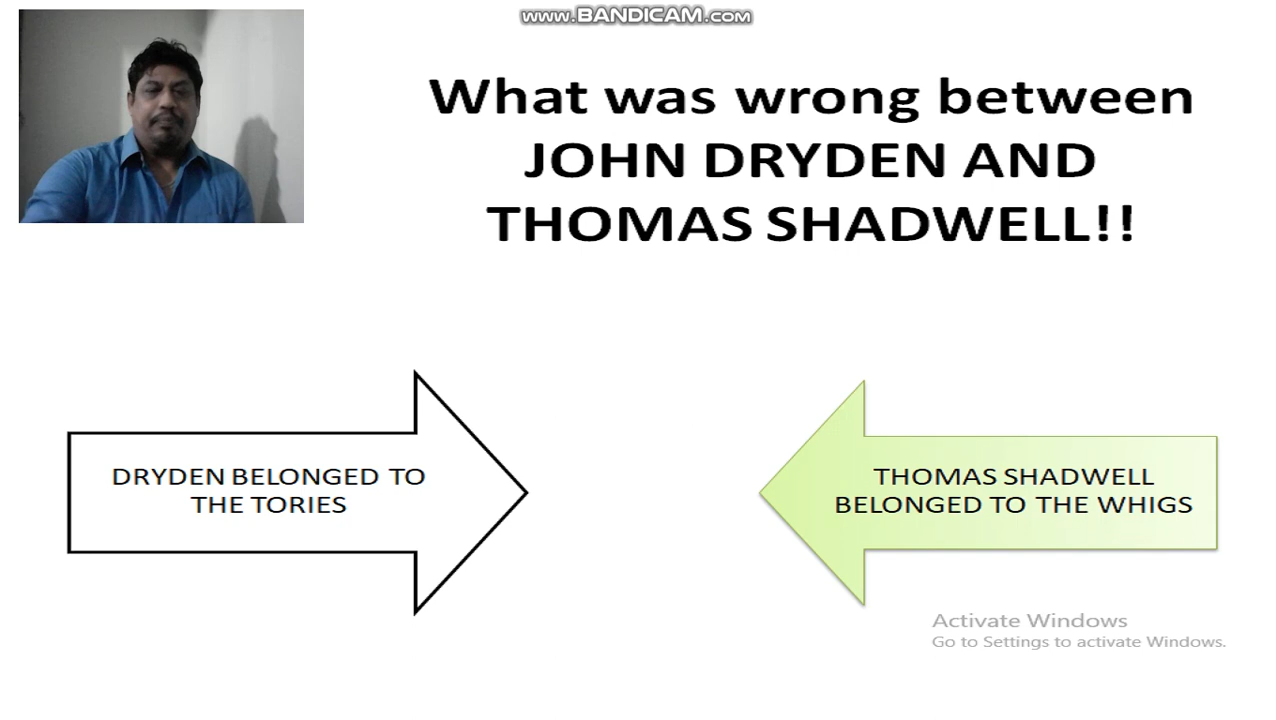 www.BANDICAM.com
What was wrong between
JOHN DRYDEN AND
THOMAS SHADWELL!!
DRYDEN BELONGED TO
THE TORIES
THOMAS SHADWELL
BELONGED TO THE WHIGS
Activate Windows
Go to Settings to activate Windows.